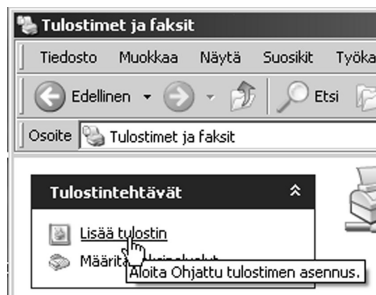 Tulostimet ja faksit
Tiedosto Muokkaa Näytä Suosikit Työka
Edellinen Etsi
Osoite Tulostimet ja faksit
Tulostintehtävät
Lisää tulostin
Määritä
Aloita Ohjattu tulostimen asennus.